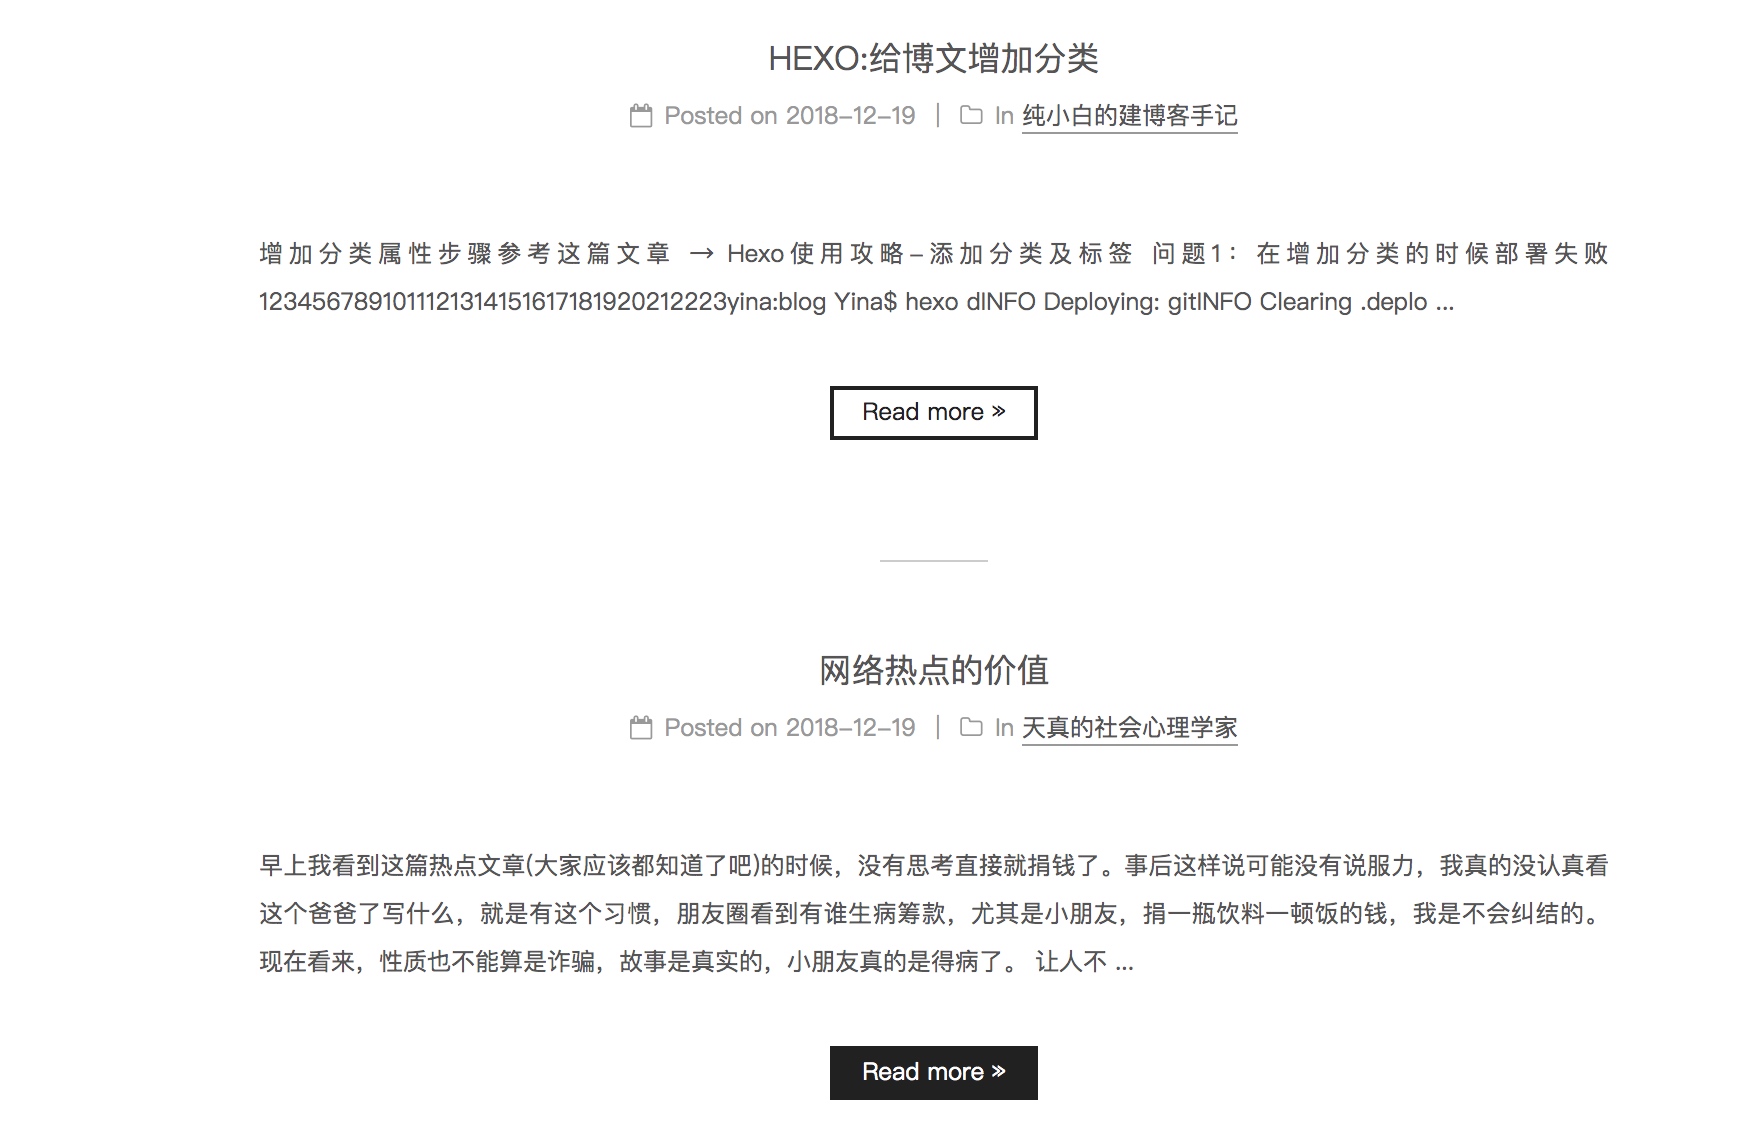 HEXO:给博文增加分类
Posted on 2018-12-19 | In 纯小白的建博客手记
增加分类属性步骤参考这篇文章 → Hexo使用攻略-添加分类及标签 问题1：在增加分类的时候部署失败
1234567891011121314151617181920212223yina:blog Yina$ hexo dINFO Deploying: gitINFO Clearing .deplo ...
Read more »
网络热点的价值
Posted on 2018-12-19 | In 天真的社会心理学家
早上我看到这篇热点文章(大家应该都知道了吧)的时候，没有思考直接就捐钱了。事后这样说可能没有说服力，我真的没认真看
这个爸爸了写什么，就是有这个习惯，朋友圈看到有谁生病筹款，尤其是小朋友，捐一瓶饮料一顿饭的钱，我是不会纠结的。
现在看来，性质也不能算是诈骗，故事是真实的，小朋友真的是得病了。 让人不 ...
Read more »